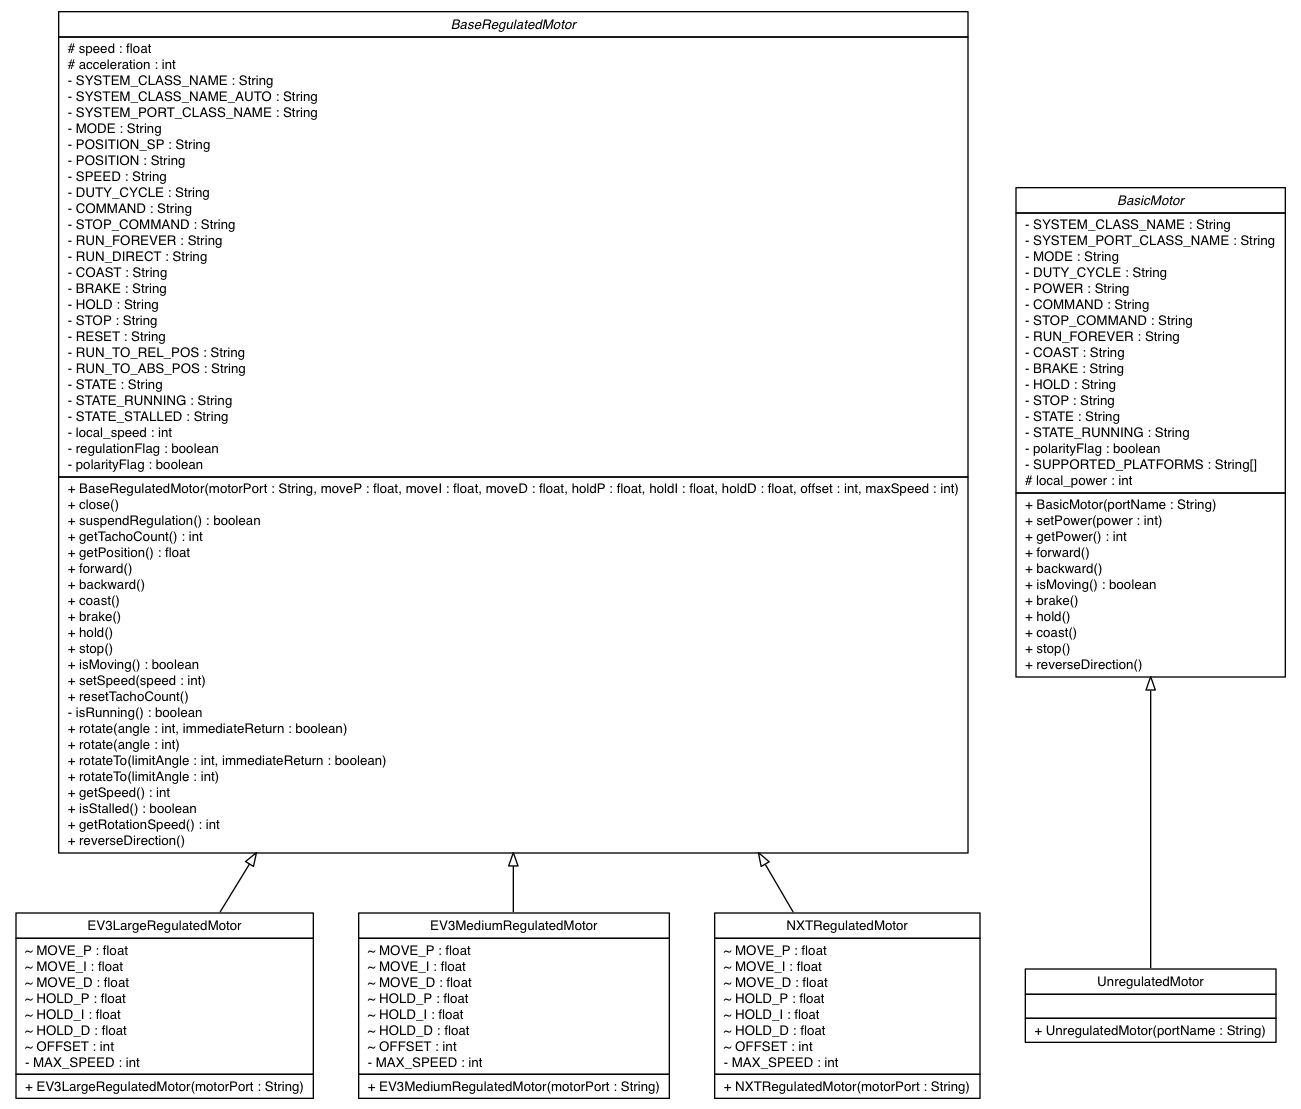 BaseRegulatedMotor
# speed : float
# acceleration : int
- SYSTEM_CLASS_NAME : String
- SYSTEM_CLASS_NAME_AUTO : String
- SYSTEM_PORT_CLASS_NAME : String
- MODE : String
- POSITION_SP : String
- POSITION : String
- SPEED : String
- DUTY_CYCLE : String
- COMMAND : String
- STOP_COMMAND : String
- RUN_FOREVER : String
- RUN_DIRECT : String
- COAST : String
- BRAKE : String
- HOLD : String
- STOP : String
- RESET : String
- RUN_TO_REL_POS : String
- RUN_TO_ABS_POS : String
- STATE : String
- STATE_RUNNING : String
- STATE_STALLED : String
- local_speed : int
- regulationFlag : boolean
- polarityFlag : boolean
+ BaseRegulatedMotor(motorPort : String, moveP : float, moveI : float, moveD : float, holdP : float, holdI : float, holdD : float, offset : int, maxSpeed : int)
+ close()
+ suspendRegulation() : boolean
+ getTachoCount() : int
+ getPosition() : float
+ forward()
+ backward()
+ coast()
+ brake()
+ hold()
+ stop()
+ isMoving() : boolean
+ setSpeed(speed : int)
+ resetTachoCount()
- isRunning() : boolean
+ rotate(angle : int, immediateReturn : boolean)
+ rotate(angle : int)
+ rotateTo(limitAngle : int, immediateReturn : boolean)
+ rotateTo(limitAngle : int)
+ getSpeed() : int
+ isStalled() : boolean
+ getRotationSpeed() : int
+ reverseDirection()
BasicMotor
- SYSTEM_CLASS_NAME : String
- SYSTEM_PORT_CLASS_NAME : String
- MODE : String
- DUTY_CYCLE : String
- POWER : String
- COMMAND : String
- STOP_COMMAND : String
- RUN_FOREVER : String
- COAST : String
- BRAKE : String
- HOLD : String
- STOP : String
- STATE : String
- STATE_RUNNING : String
- polarityFlag : boolean
- SUPPORTED_PLATFORMS : String[]
# local_power : int
+ BasicMotor(portName : String)
+ setPower(power : int)
+ getPower() : int
+ forward()
+ backward()
+ isMoving() : boolean
+ brake()
+ hold()
+ coast()
+ stop()
+ reverseDirection()
EV3LargeRegulatedMotor
~ MOVE_P : float
~ MOVE_I : float
~ MOVE_D : float
~ HOLD_P : float
~ HOLD_I : float
~ HOLD_D : float
~ OFFSET : int
- MAX_SPEED : int
+ EV3LargeRegulatedMotor(motorPort : String)
EV3MediumRegulatedMotor
~ MOVE_P : float
~ MOVE_I : float
~ MOVE_D : float
~ HOLD_P : float
~ HOLD_I : float
~ HOLD_D : float
~ OFFSET : int
- MAX_SPEED : int
+ EV3MediumRegulatedMotor(motorPort : String)
NXTRegulatedMotor
~ MOVE_P : float
~ MOVE_I : float
~ MOVE_D : float
~ HOLD_P : float
~ HOLD_I : float
~ HOLD_D : float
~ OFFSET : int
- MAX_SPEED : int
+ NXTRegulatedMotor(motorPort : String)
UnregulatedMotor
+ UnregulatedMotor(portName : String)